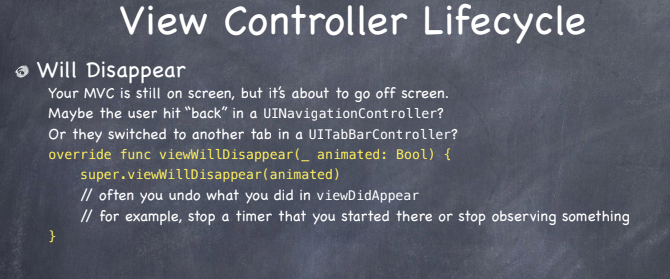 View Controller Lifecycle
Will Disappear
Your MVC is still on screen, but it's about to go off screen.
Maybe the user hit “back” in a UINavigationController?
Or they switched to another tab in a UITabBarController?
override func viewWillDisappear(_ animated: Bool) {
super.viewWillDisappear(animated)
// often you undo what you did in viewDidAppear
// for example, stop a timer that you started there or stop observing something
}